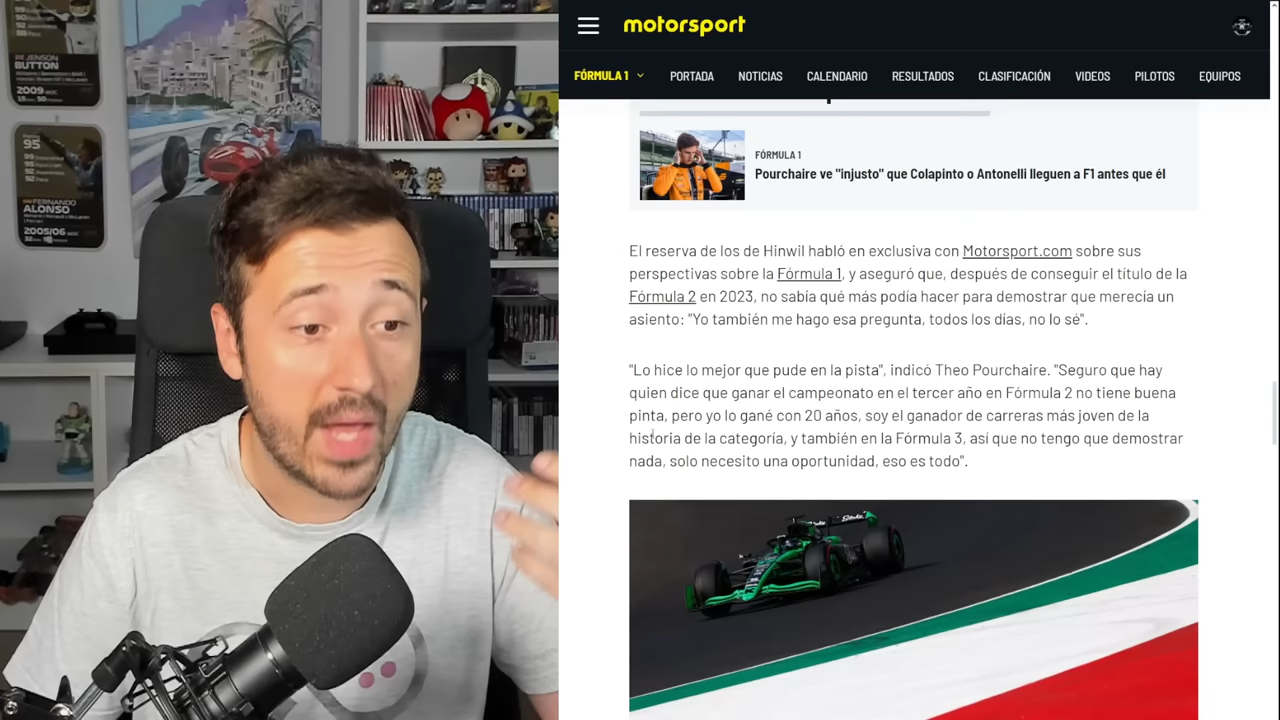 JENSON
BUTTON
2009
95
FERNANDO
ALONSO
2005/06
motorsport
FÓRMULA 1
PORTADA
NOTICIAS
CALENDARIO
RESULTADOS
CLASIFICACIÓN
VIDEOS
PILOTOS
EQUIPOS
FÓRMULA 1
Pourchaire ve "injusto" que Colapinto o Antonelli lleguen a F1 antes que él
El reserva de los de Hinwil habló en exclusiva con Motorsport.com sobre sus
perspectivas sobre la Fórmula 1, y aseguró que, después de conseguir el título de la
Fórmula 2 en 2023, no sabía qué más podía hacer para demostrar que merecía un
asiento: "Yo también me hago esa pregunta, todos los días, no lo sé".
"Lo hice lo mejor que pude en la pista", indicó Theo Pourchaire. "Seguro que hay
quien dice que ganar el campeonato en el tercer año en Fórmula 2 no tiene buena
pinta, pero yo lo gané con 20 años, soy el ganador de carreras más joven de la
historia de la categoría, y también en la Fórmula 3, así que no tengo que demostrar
nada, solo necesito una oportunidad, eso es todo".